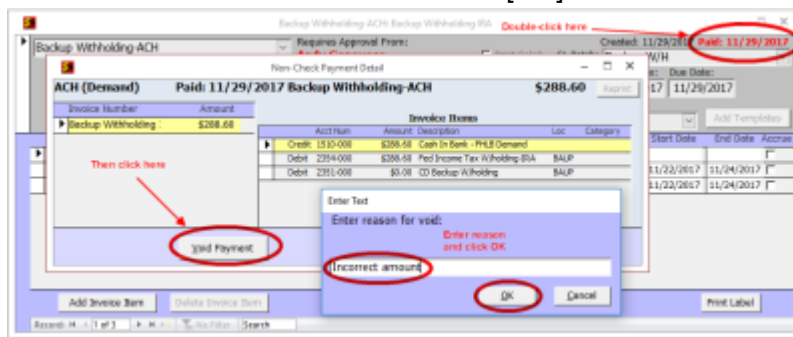 Backup Withholding-ACH: Backup Withholding IRA
Double-click here
Backup Withholding-ACH
Requires Approval From:
Created: 11/29/2017
Paid: 11/29/2017
Non-Check Payment Detail
W/H
Due Date:
ACH (Demand)
Paid: 11/29/2017 Backup Withholding-ACH
$288.60
Reprint
17
11/29/2017
Invoice Number
Amount
Backup Withholding
$288.60
Invoice Items
Acct Num
Amount
Description
Loc
Category
Add Templates
Credit
1510-000
$288.60
Cash In Bank - FHLB Demand
Start Date
End Date
Accrue
Debit
2354-000
$288.60
Fed Income Tax W/holding-IRA
BAUP
Debit
2351-000
$0.00
CD Backup W/holding
BAUP
Then click here
11/22/2017
11/24/2017
11/22/2017
11/24/2017
Enter Text
Enter reason for void:
Enter reason
and click OK
Void Payment
Incorrect amount
OK
Cancel
Add Invoice Item
Delete Invoice Item
Print Label
Record:
1 of 3
No Filter
Search